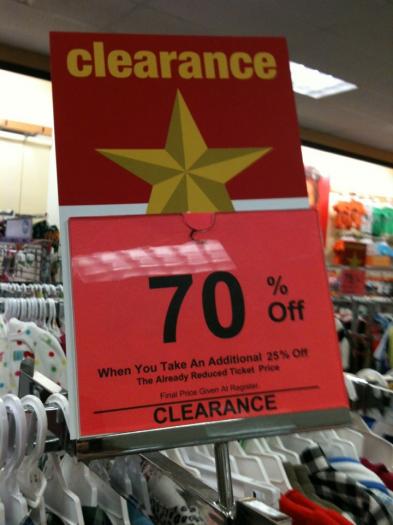 clearance
70 % Off
When You Take An Additional 25% Off
The Already Reduced Ticket Price
Final Price Given At Register.
CLEARANCE